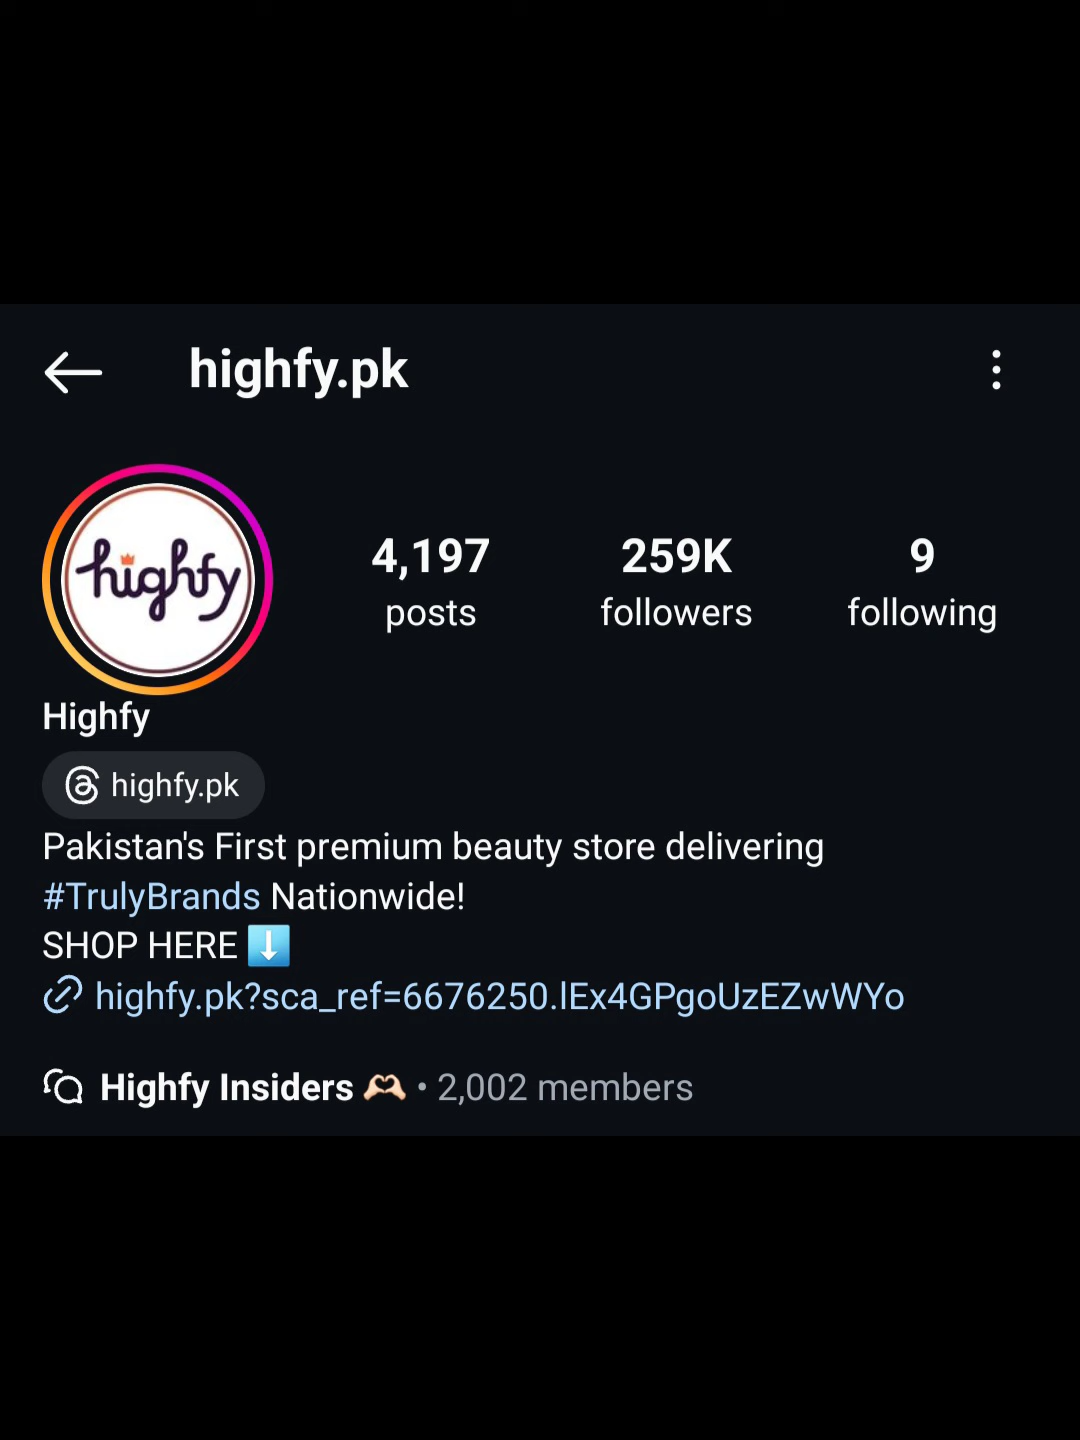 highfy.pk
highfy
4,197 posts
259K followers
9 following
Highfy
highfy.pk
Pakistan's First premium beauty store delivering
#TrulyBrands Nationwide!
SHOP HERE ⬇️
highfy.pk?sca_ref=6676250.lEx4GPgoUzEZwWYo
Highfy Insiders 🫶🏻 • 2,002 members